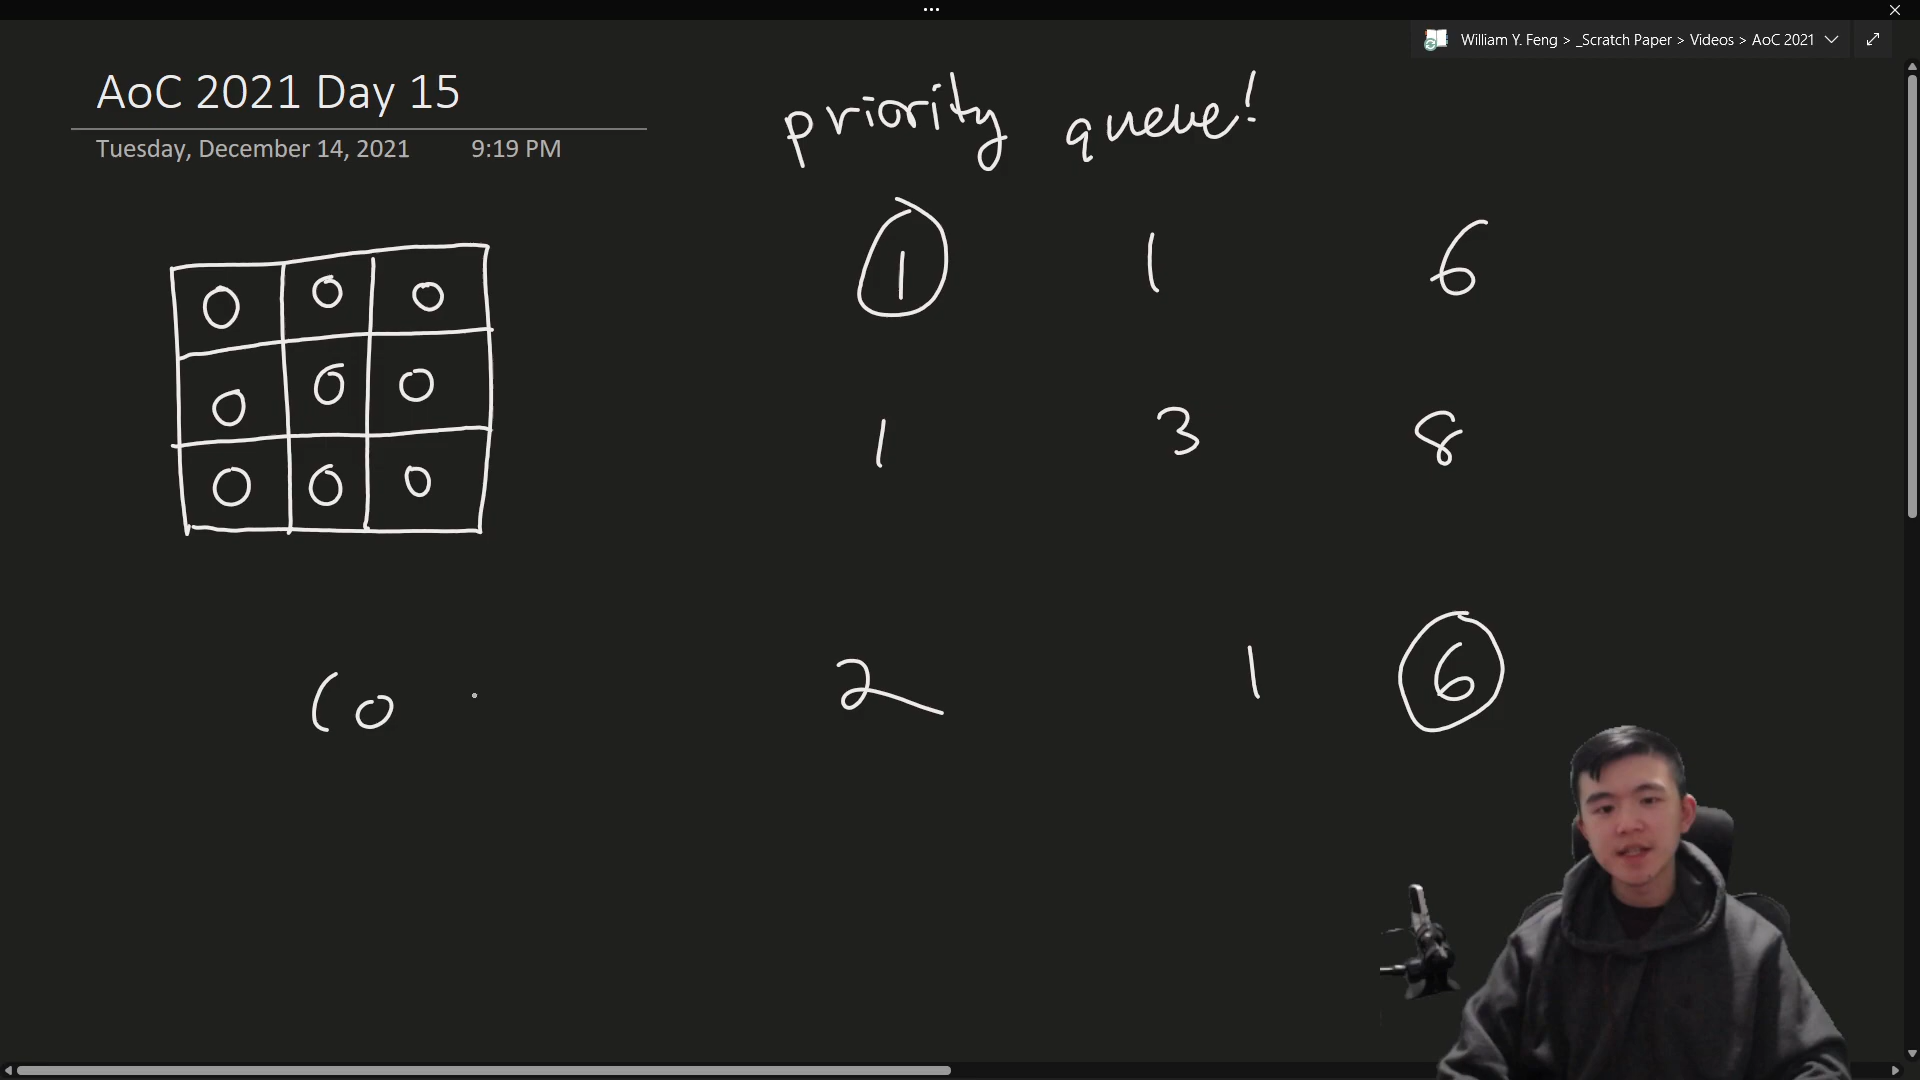 ...
William Y. Feng > _Scratch Paper > Videos > AoC 2021
AoC 2021 Day 15
Tuesday, December 14, 2021 9:19 PM
priority queue!
0 0 0
0 0 0
0 0 0
1 1 6
1 3 8
2 1 6
(0